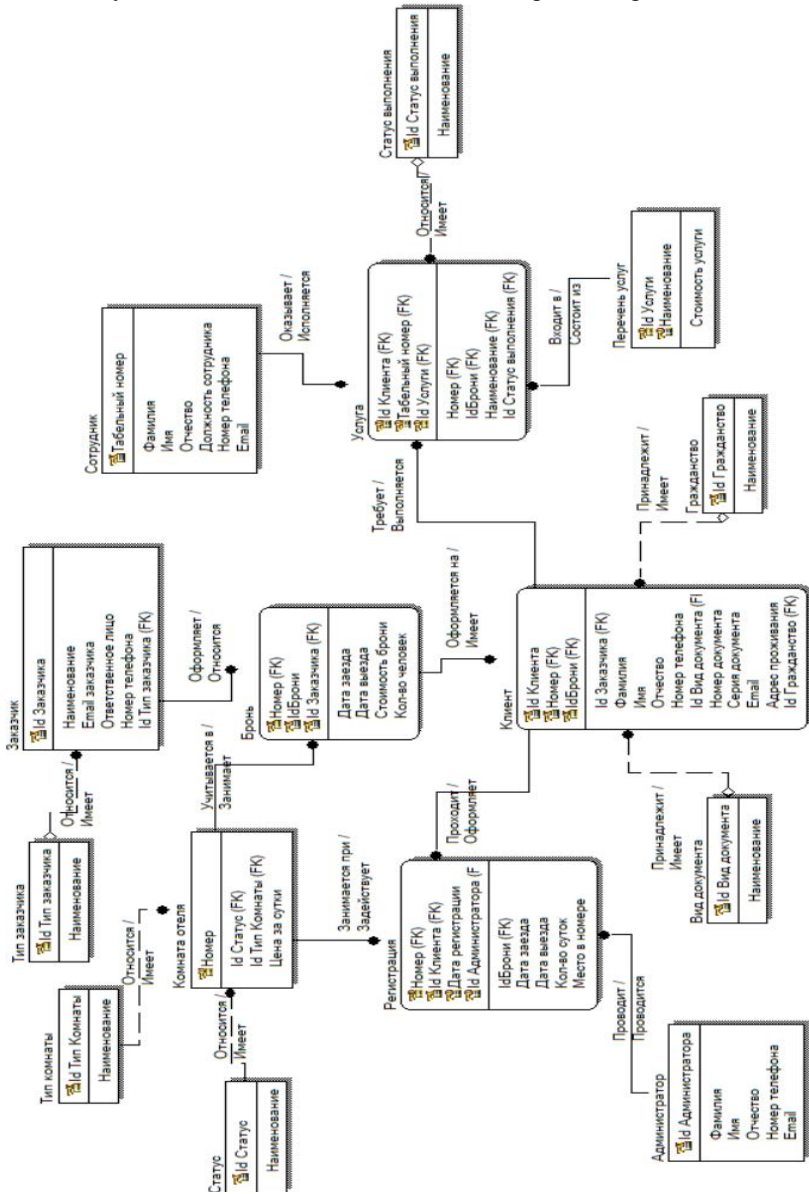 Статус
Id Статус
Наименование
Тип комнаты
Id Тип Комнаты
Наименование
Тип заказчика
Id Тип заказчика
Наименование
Заказчик
Id Заказчика
Наименование
Email заказчика
Ответственное лицо
Номер телефона
Id Тип заказчика (FK)
Сотрудник
Табельный номер
Фамилия
Имя
Отчество
Должность сотрудника
Номер телефона
Email
Относится /
Имеет
Относится /
Имеет
Относится /
Имеет
Комната отеля
Номер
Id Статус (FK)
Id Тип Комнаты (FK)
Цена за сутки
Учитывается в /
Занимает
Оформляет /
Относится
Оказывает /
Исполняется
Бронь
Номер (FK)
IdБрони
Id Заказчика (FK)
Дата заезда
Дата выезда
Стоимость брони
Кол-во человек
Занимается при /
Задействует
Услуга
Id Клиента (FK)
Табельный номер (FK)
Id Услуги (FK)
Номер (FK)
IdБрони (FK)
Наименование (FK)
Id Статус выполнения (FK)
Статус выполнения
Id Статус выполнения
Наименование
Относится /
Имеет
Требует /
Выполняется
Оформляется на /
Имеет
Регистрация
Номер (FK)
Id Клиента (FK)
Дата регистрации
Id Администратора (F
IdБрони (FK)
Дата заезда
Дата выезда
Кол-во суток
Место в номере
Проходит /
Оформляет
Клиент
Id Клиента
Номер (FK)
IdБрони (FK)
Id Заказчика (FK)
Фамилия
Имя
Отчество
Номер телефона
Id Вид документа (FI
Номер документа
Серия документа
Email
Адрес проживания
Id Гражданство (FK)
Входит в /
Состоит из
Перечень услуг
Id Услуги
Наименование
Стоимость услуги
Проводит /
Проводится
Администратор
Id Администратора
Фамилия
Имя
Отчество
Номер телефона
Email
Принадлежит /
Имеет
Вид документа
Id Вид документа
Наименование
Принадлежит /
Имеет
Гражданство
Id Гражданство
Наименование